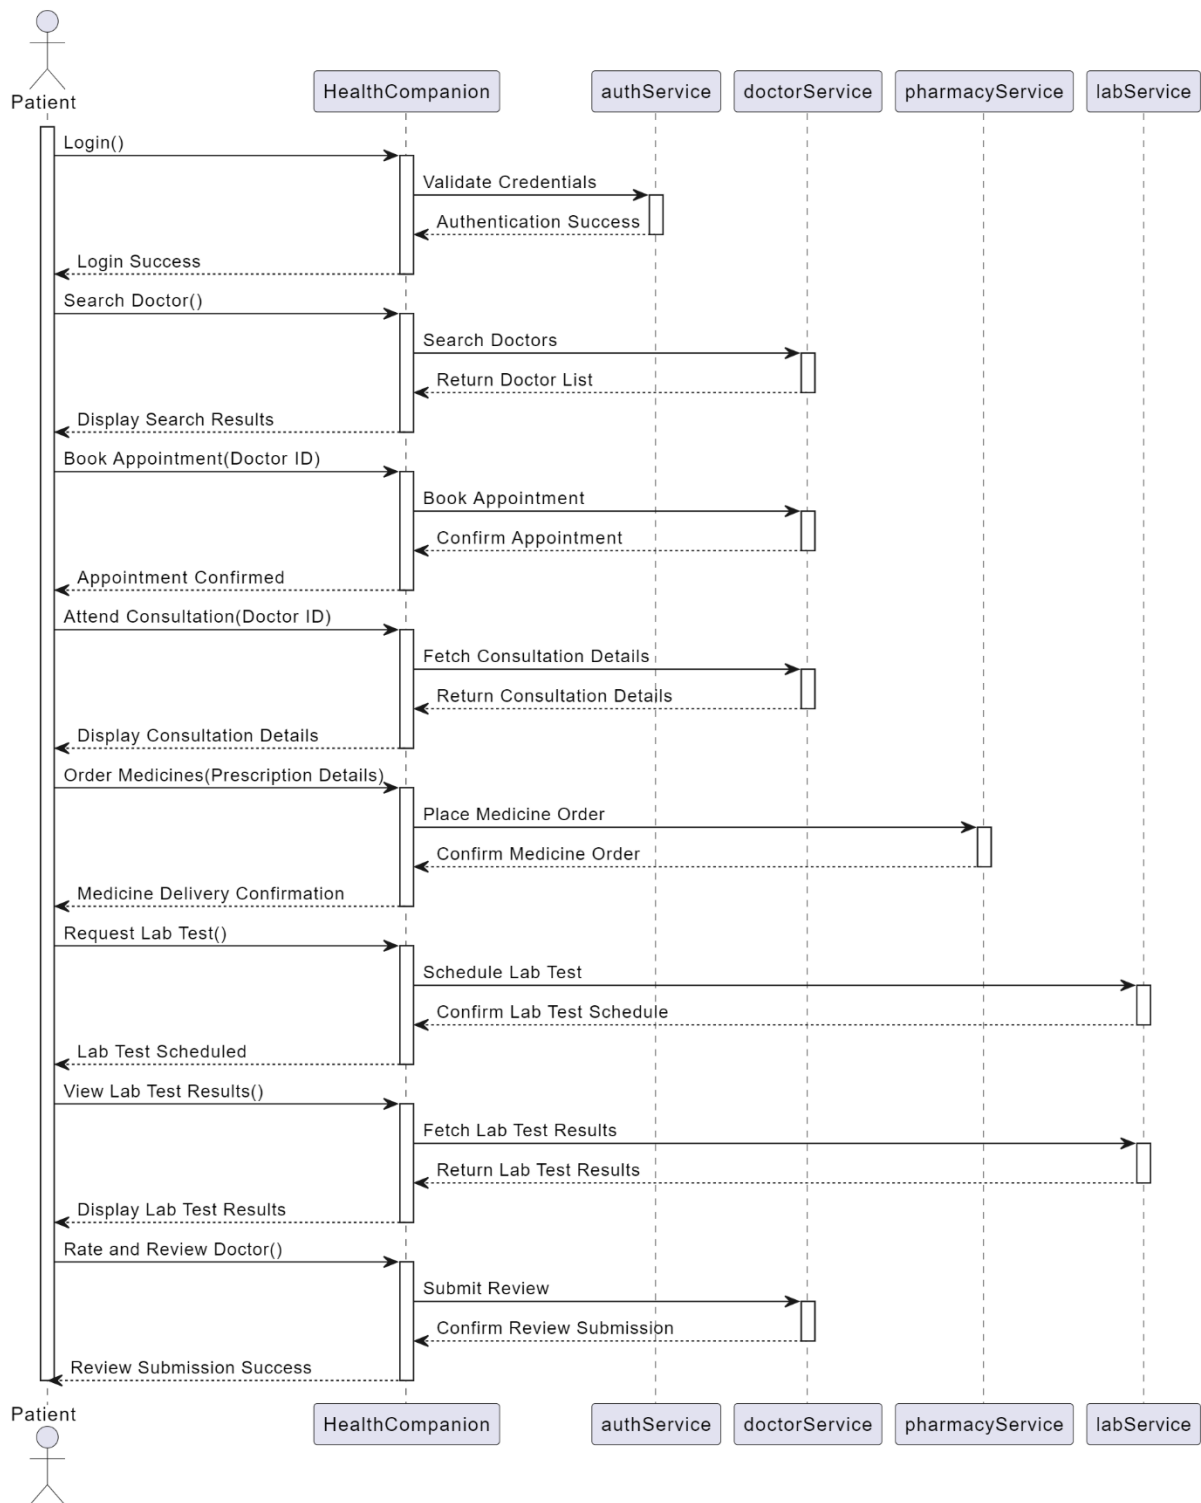 Patient
HealthCompanion
authService
doctorService
pharmacyService
labService
Login()
Validate Credentials
Authentication Success
Login Success
Search Doctor()
Search Doctors
Return Doctor List
Display Search Results
Book Appointment(Doctor ID)
Book Appointment
Confirm Appointment
Appointment Confirmed
Attend Consultation(Doctor ID)
Fetch Consultation Details
Return Consultation Details
Display Consultation Details
Order Medicines(Prescription Details)
Place Medicine Order
Confirm Medicine Order
Medicine Delivery Confirmation
Request Lab Test()
Schedule Lab Test
Confirm Lab Test Schedule
Lab Test Scheduled
View Lab Test Results()
Fetch Lab Test Results
Return Lab Test Results
Display Lab Test Results
Rate and Review Doctor()
Submit Review
Confirm Review Submission
Review Submission Success
Patient
HealthCompanion
authService
doctorService
pharmacyService
labService